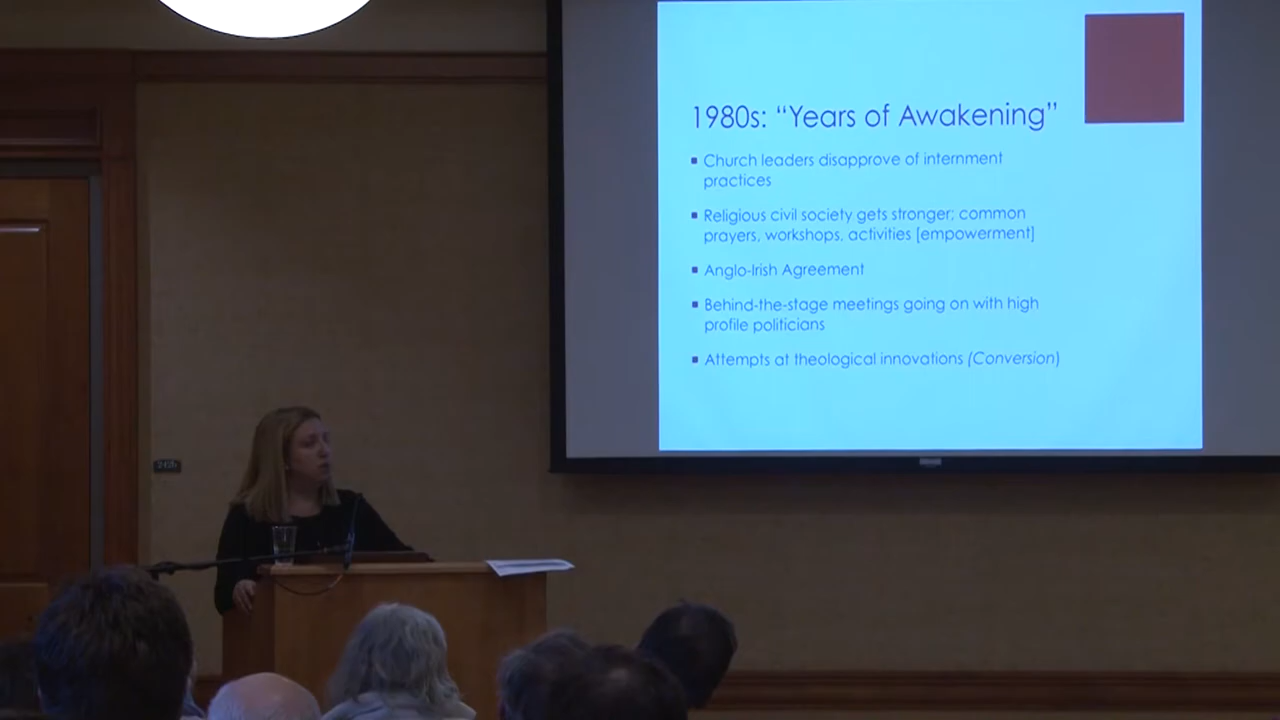 1980s: “Years of Awakening”
▪ Church leaders disapprove of internment
practices
▪ Religious civil society gets stronger; common
prayers, workshops, activities [empowerment]
▪ Anglo-Irish Agreement
▪ Behind-the-stage meetings going on with high
profile politicians
▪ Attempts at theological innovations (Conversion)